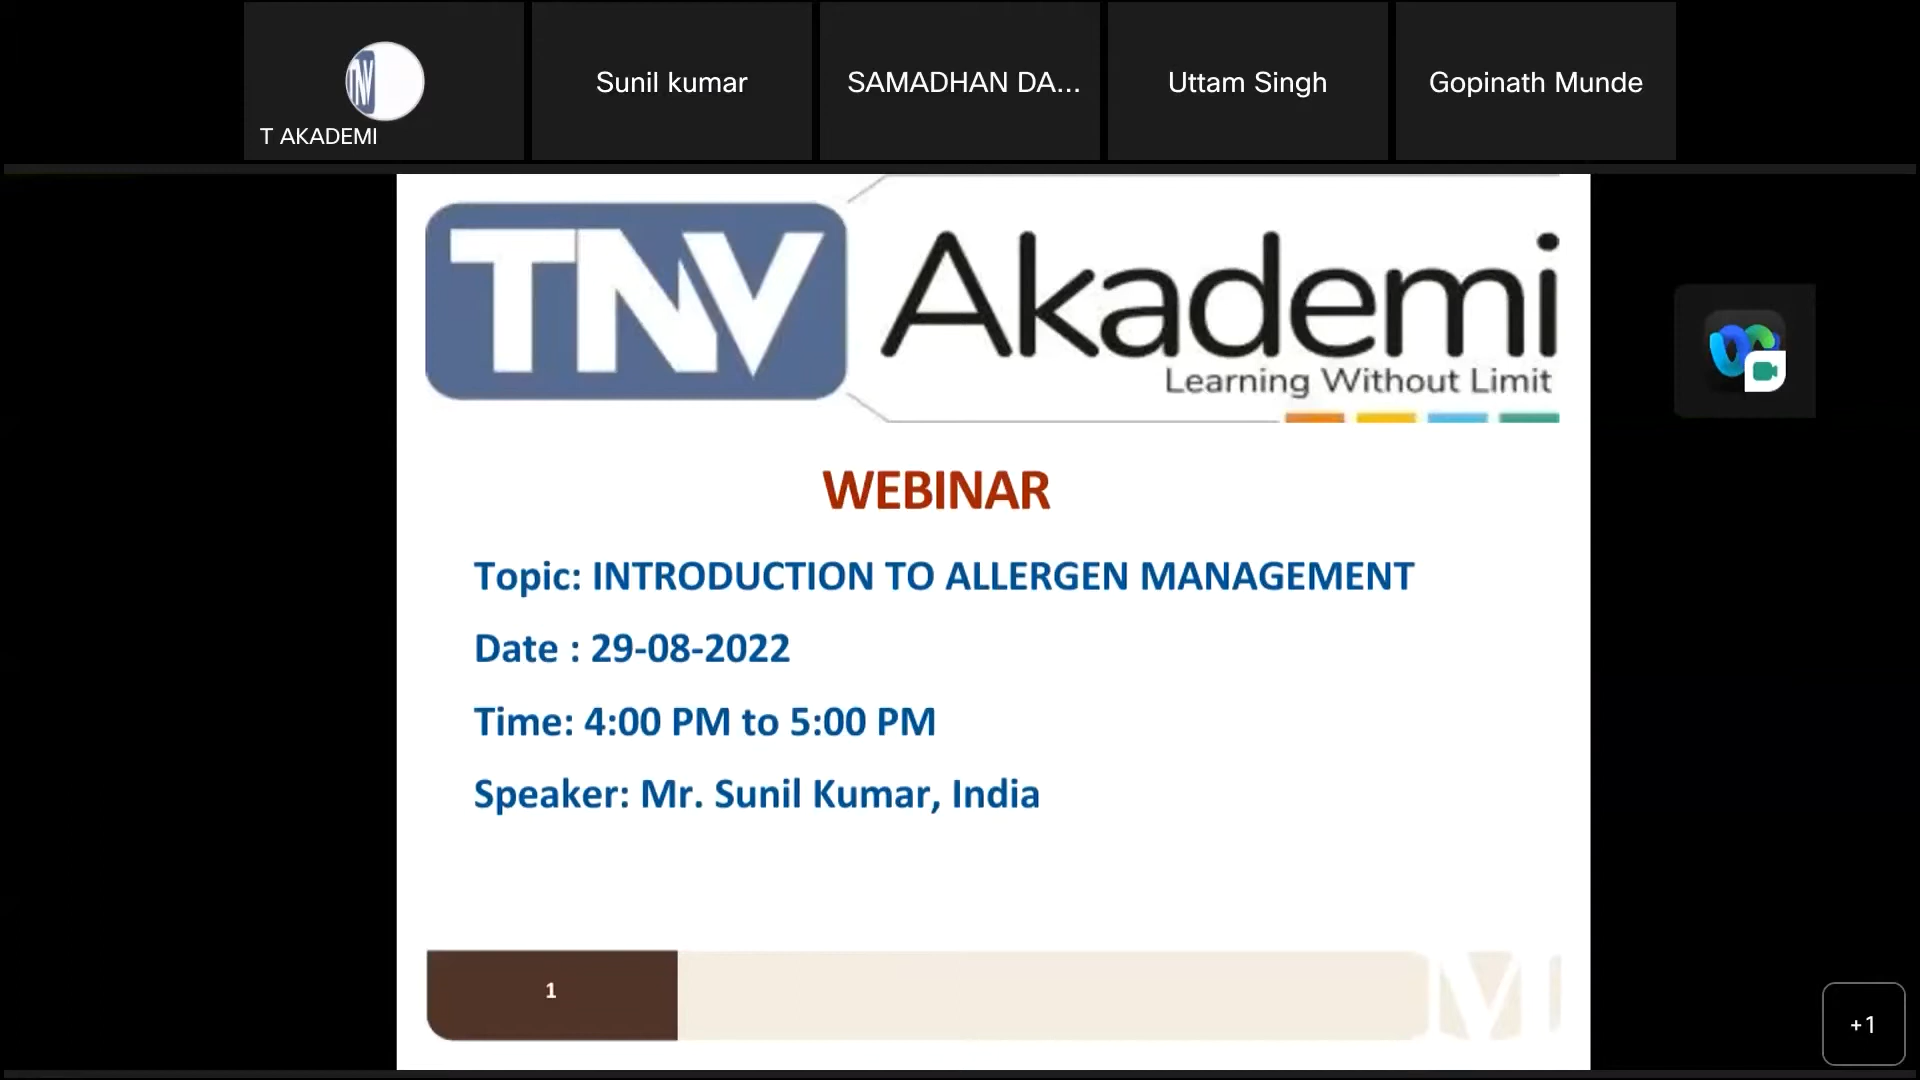 TNV
T AKADEMI
Sunil kumar
SAMADHAN DA...
Uttam Singh
Gopinath Munde
TNV Akademi
Learning Without Limit
WEBINAR
Topic: INTRODUCTION TO ALLERGEN MANAGEMENT
Date : 29-08-2022
Time: 4:00 PM to 5:00 PM
Speaker: Mr. Sunil Kumar, India
1
+1